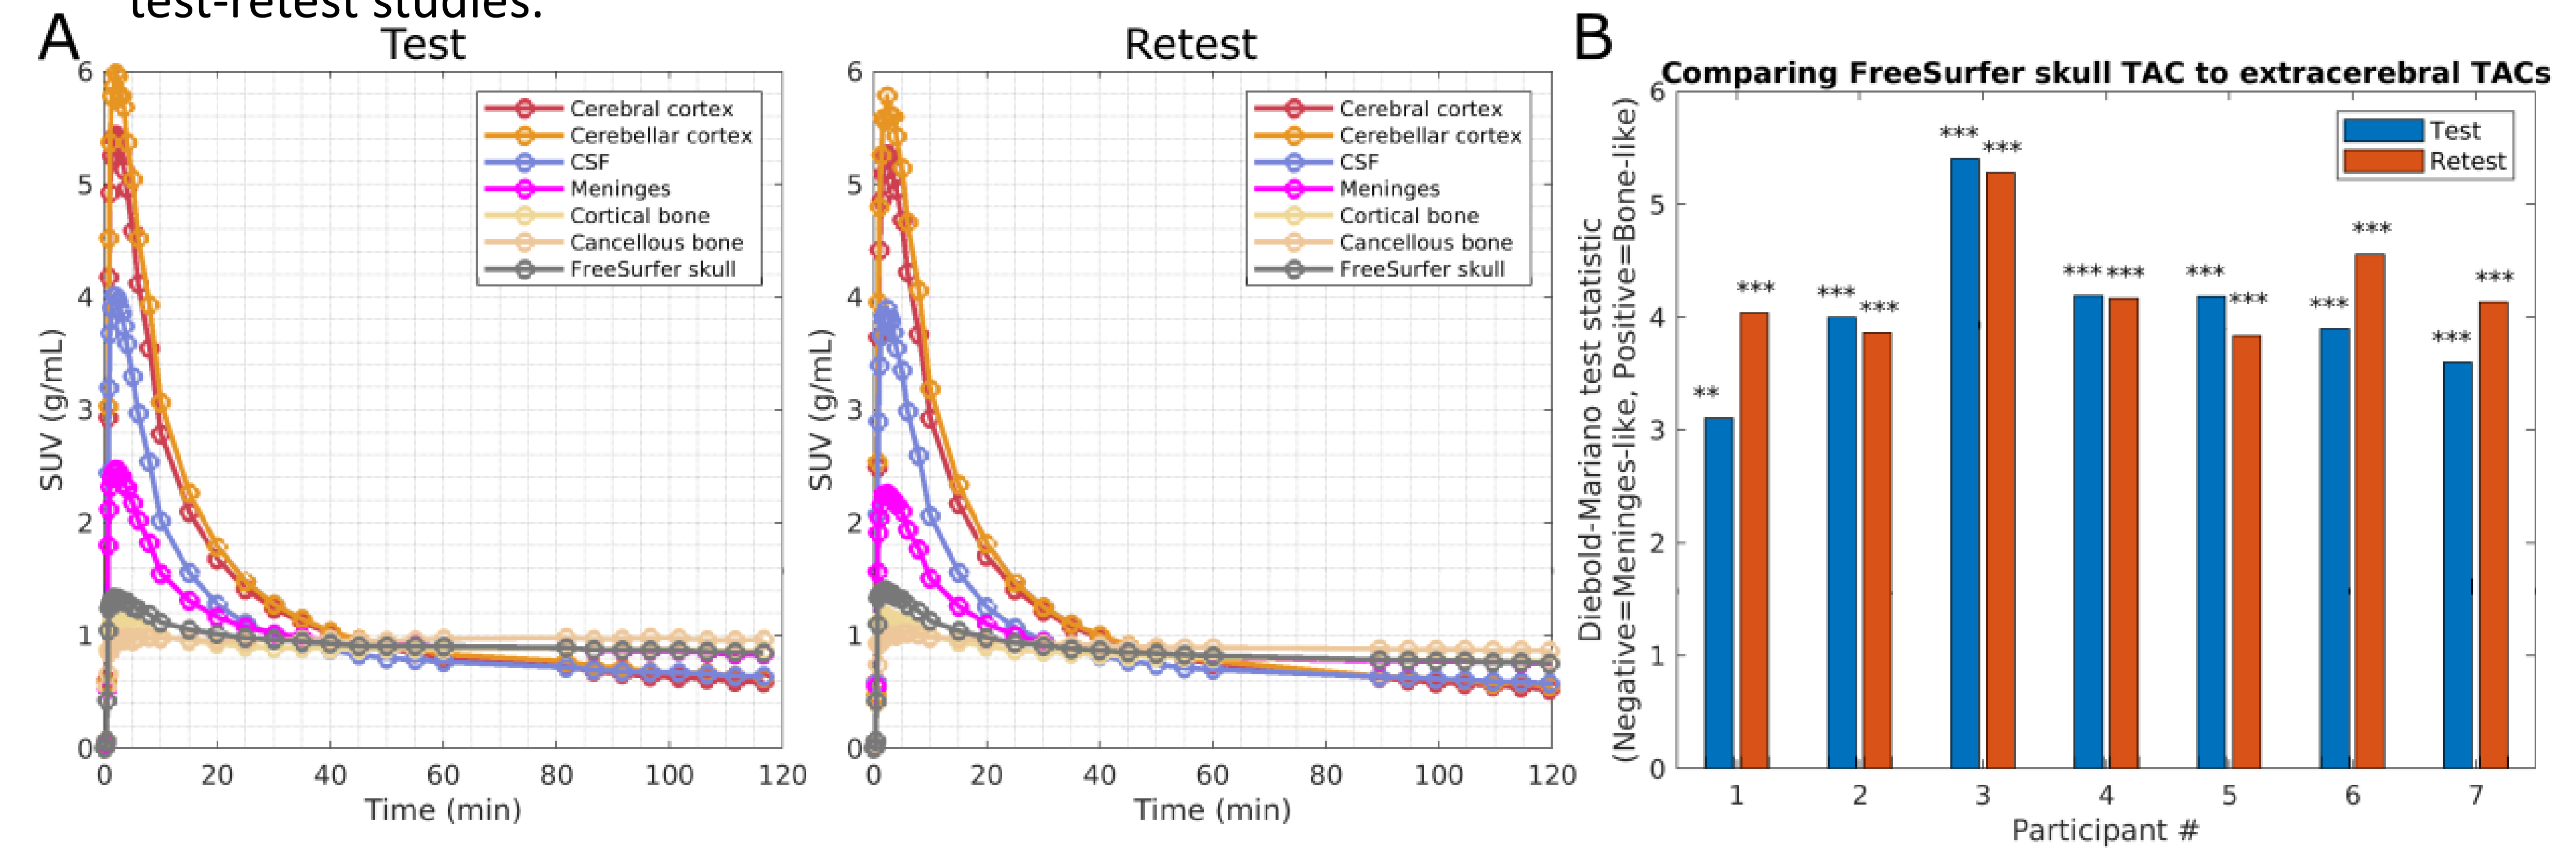 test-retest studies.
A
Test
6
5
4
3
2
1
0
SUV (g/mL)
Cerebral cortex
Cerebellar cortex
CSF
Meninges
Cortical bone
Cancellous bone
FreeSurfer skull
0 20 40 60 80 100 120
Time (min)
Retest
6
5
4
3
2
1
0
SUV (g/mL)
Cerebral cortex
Cerebellar cortex
CSF
Meninges
Cortical bone
Cancellous bone
FreeSurfer skull
0 20 40 60 80 100 120
Time (min)
B
Comparing FreeSurfer skull TAC to extracerebral TACs
Diebold-Mariano test statistic
(Negative=Meninges-like, Positive=Bone-like)
6
5
4
3
2
1
0
Test
Retest
** *** *** *** *** *** *** *** *** *** *** *** *** ***
1 2 3 4 5 6 7
Participant #